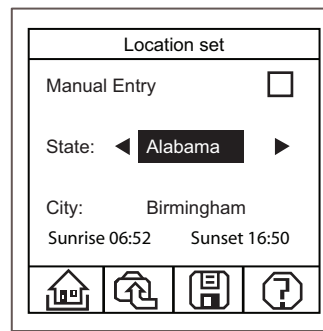 Location set
Manual Entry
State: Alabama
City: Birmingham
Sunrise 06:52 Sunset 16:50
?